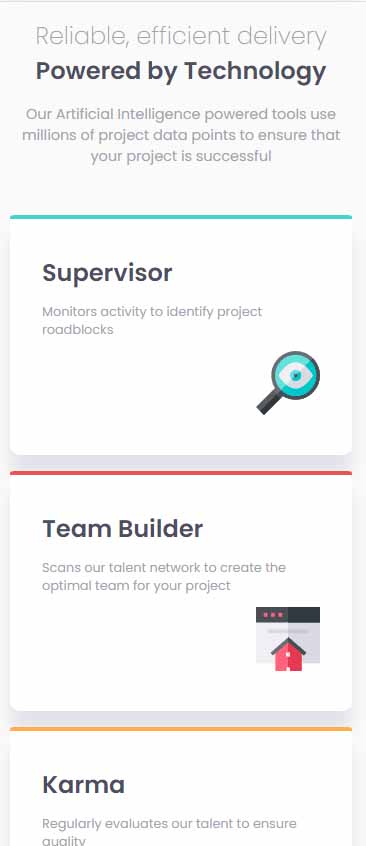 Reliable, efficient delivery
Powered by Technology
Our Artificial Intelligence powered tools use
millions of project data points to ensure that
your project is successful
Supervisor
Monitors activity to identify project
roadblocks
Team Builder
Scans our talent network to create the
optimal team for your project
Karma
Regularly evaluates our talent to ensure
quality